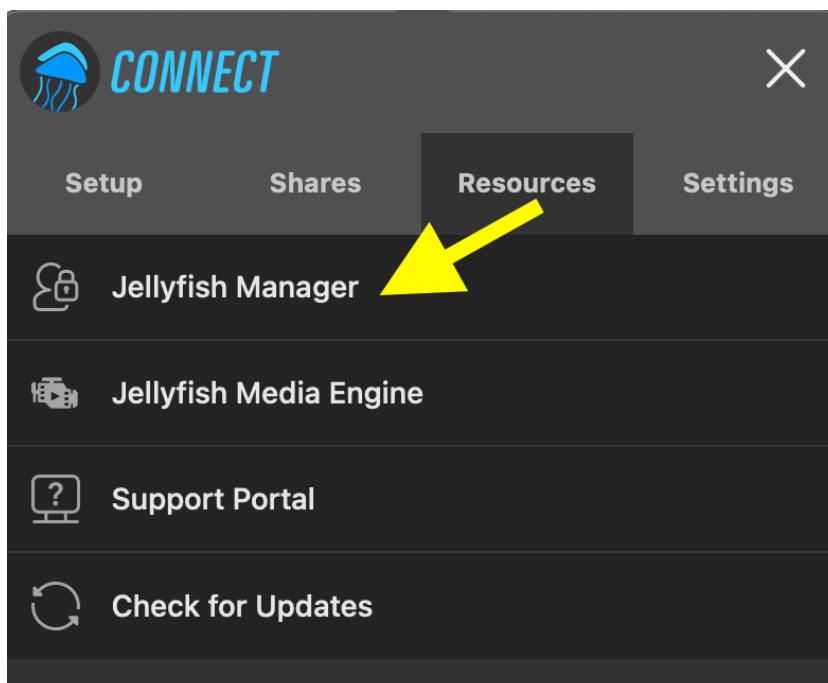 CONNECT
Setup Shares Resources Settings
Jellyfish Manager
Jellyfish Media Engine
?
Support Portal
Check for Updates